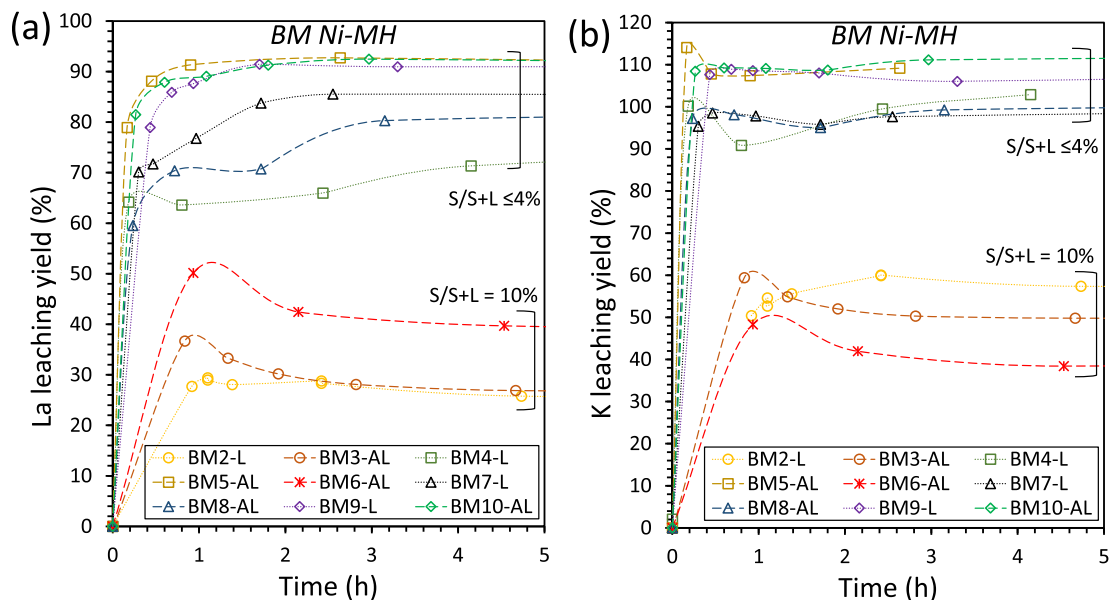 (a)
BM Ni-MH
La leaching yield (%)
100
90
80
70
60
50
40
30
20
10
0
S/S+L ≤4%
S/S+L = 10%
BM2-L BM3-AL BM4-L
BM5-AL BM6-AL BM7-L
BM8-AL BM9-L BM10-AL
0 1 2 3 4 5
Time (h)
(b)
BM Ni-MH
K leaching yield (%)
120
110
100
90
80
70
60
50
40
30
20
10
0
S/S+L ≤4%
S/S+L = 10%
BM2-L BM3-AL BM4-L
BM5-AL BM6-AL BM7-L
BM8-AL BM9-L BM10-AL
0 1 2 3 4 5
Time (h)